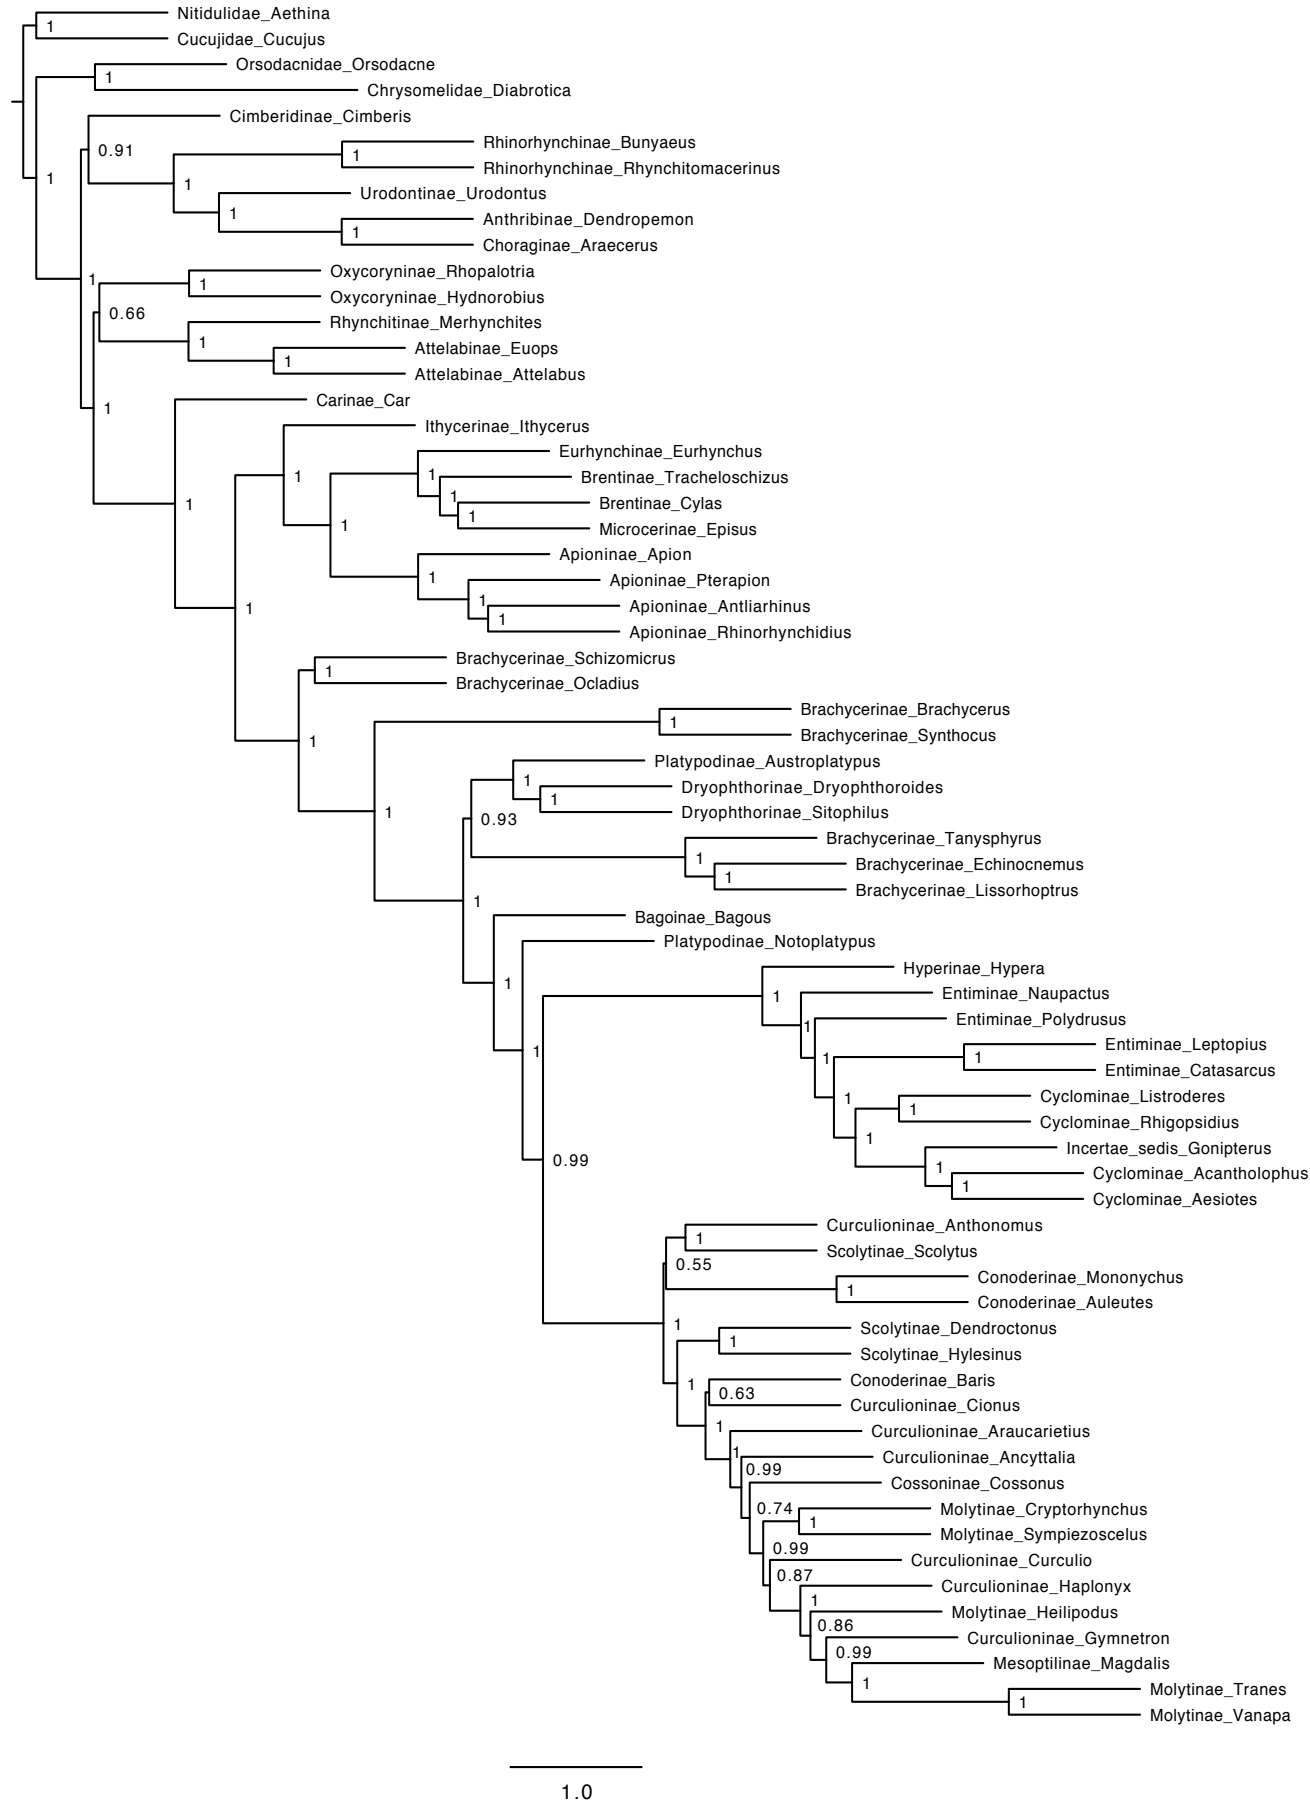 Nitidulidae_Aethina
1
Cucujidae_Cucujus
Orsodacnidae_Orsodacne
1
Chrysomelidae_Diabrotica
Cimberidinae_Cimberis
Rhinorhynchinae_Bunyaeus
0.91
1
Rhinorhynchinae_Rhynchitomacerinus
1
1
Urodontinae_Urodontus
1
Anthribinae_Dendropemon
1
Choraginae_Araecerus
Oxycoryninae_Rhopalotria
1
1
Oxycoryninae_Hydnorobius
0.66
Rhynchitinae_Merhynchites
1
Attelabinae_Euops
1
Attelabinae_Attelabus
Carinae_Car
1
Ithycerinae_Ithycerus
Eurhynchinae_Eurhynchus
1
1
Brentinae_Tracheloschizus
1
Brentinae_Cylas
1
1
1
Microcerinae_Episus
Apioninae_Apion
1
Apioninae_Pterapion
1
1
Apioninae_Antliarhinus
1
Apioninae_Rhinorhynchidius
Brachycerinae_Schizomicrus
1
Brachycerinae_Ocladius
Brachycerinae_Brachycerus
1
Brachycerinae_Synthocus
1
Platypodinae_Austroplatypus
1
Dryophthorinae_Dryophthoroides
1
Dryophthorinae_Sitophilus
1
0.93
Brachycerinae_Tanysphyrus
1
Brachycerinae_Echinocnemus
1
Brachycerinae_Lissorhoptrus
1
Bagoinae_Bagous
Platypodinae_Notoplatypus
Hyperinae_Hypera
1
1
Entiminae_Naupactus
Entiminae_Polydrusus
1
Entiminae_Leptopius
1
1
1
Entiminae_Catasarcus
Cyclominae_Listroderes
1
1
Cyclominae_Rhigopsidius
1
Incertae_sedis_Gonipterus
0.99
1
Cyclominae_Acantholophus
1
Cyclominae_Aesiotes
Curculioninae_Anthonomus
1
Scolytinae_Scolytus
0.55
Conoderinae_Mononychus
1
Conoderinae_Auleutes
1
Scolytinae_Dendroctonus
1
Scolytinae_Hylesinus
Conoderinae_Baris
1
0.63
Curculioninae_Cionus
1
Curculioninae_Araucarietius
1
Curculioninae_Ancyttalia
0.99
Cossoninae_Cossonus
0.74
Molytinae_Cryptorhynchus
1
Molytinae_Sympiezoscelus
0.99
Curculioninae_Curculio
0.87
Curculioninae_Haplonyx
1
Molytinae_Heilipodus
0.86
Curculioninae_Gymnetron
0.99
Mesoptilinae_Magdalis
1
Molytinae_Tranes
1
Molytinae_Vanapa
1.0